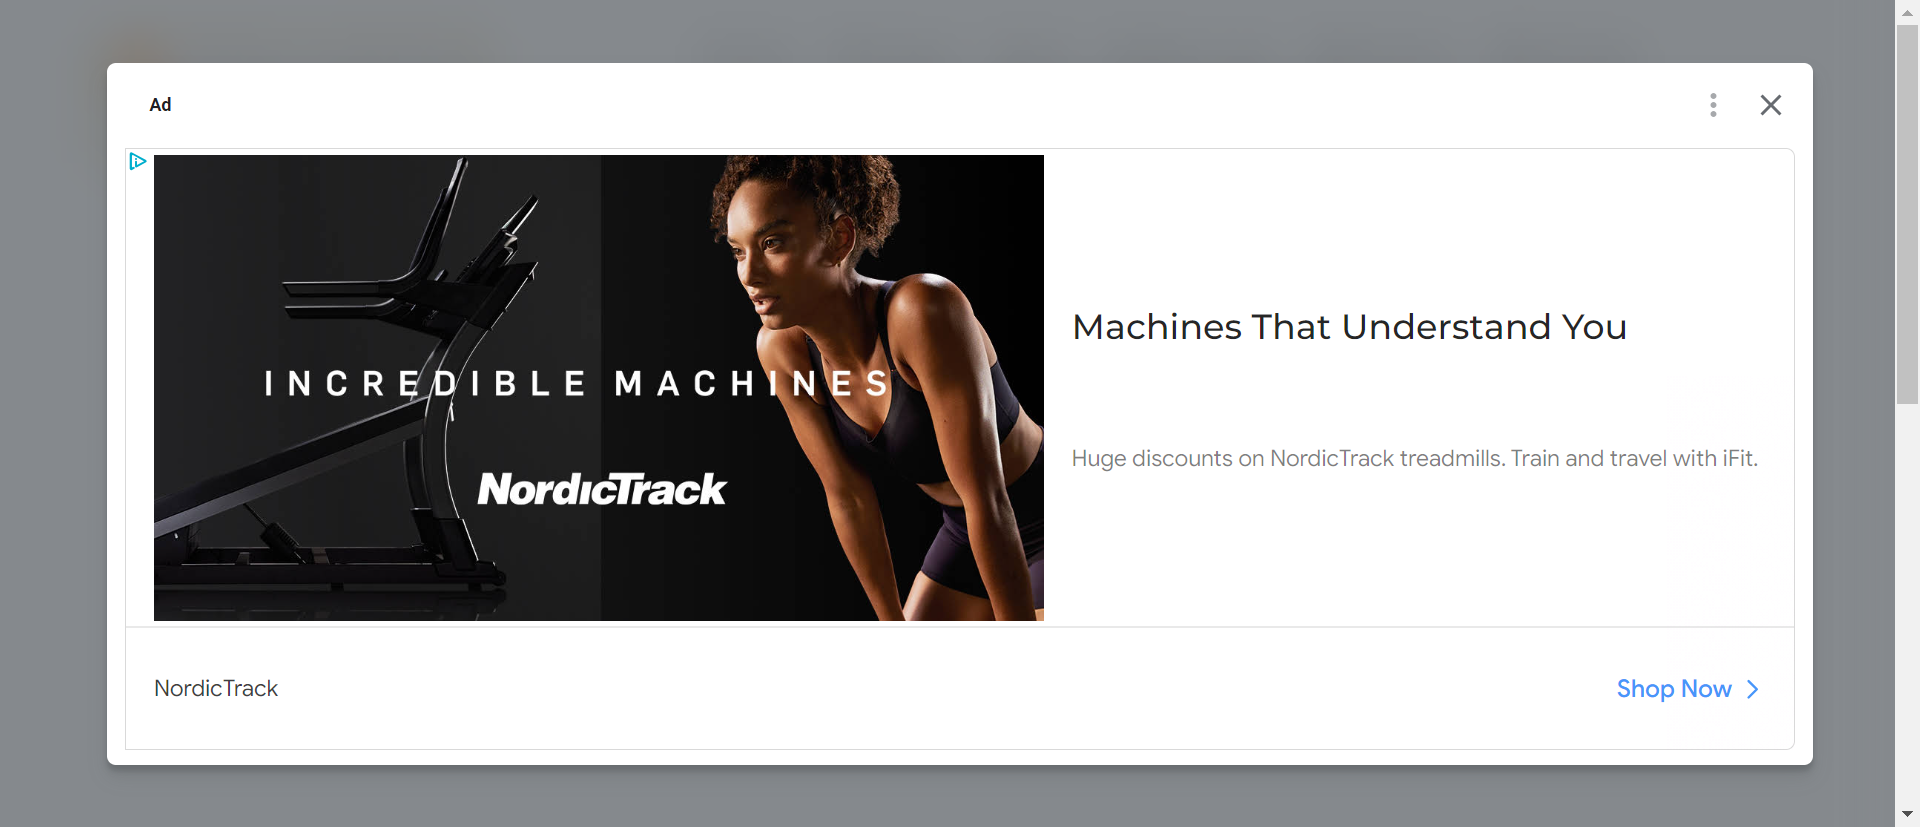 Ad
INCREDIBLE MACHINES
NordicTrack
Machines That Understand You
Huge discounts on NordicTrack treadmills. Train and travel with iFit.
NordicTrack
Shop Now